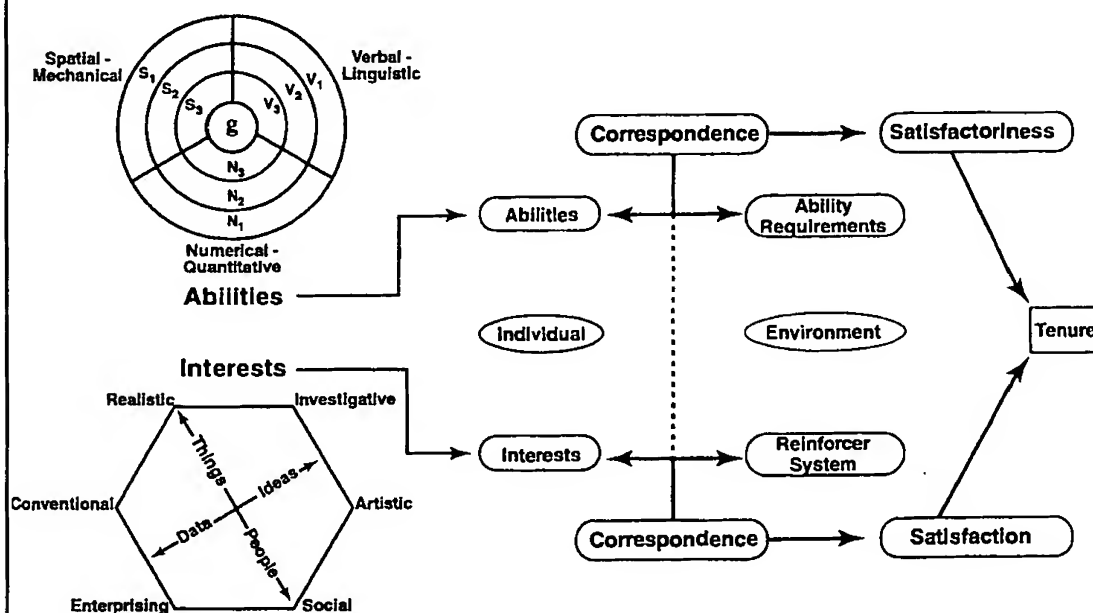 Spatial -
Mechanical
Verbal -
Linguistic
S1
S2
S3
V1
V2
V3
g
N3
N2
N1
Numerical -
Quantitative
Abilities
Interests
Realistic
Investigative
Conventional
Artistic
Enterprising
Social
Things
Ideas
Data
People
Correspondence
Satisfactoriness
Abilities
Ability
Requirements
Individual
Environment
Tenure
Interests
Reinforcer
System
Correspondence
Satisfaction